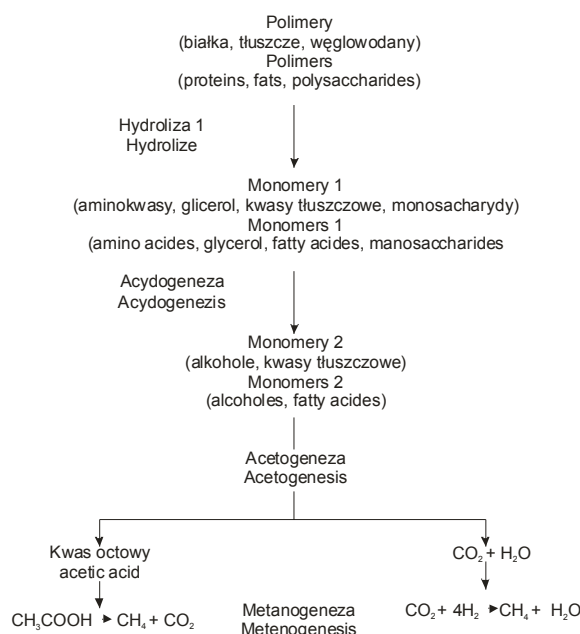 Polimery
(białka, tłuszcze, węglowodany)
Polimers
(proteins, fats, polysaccharides)
Hydroliza 1
Hydrolize
Monomery 1
(aminokwasy, glicerol, kwasy tłuszczowe, monosacharydy)
Monomers 1
(amino acides, glycerol, fatty acides, manosaccharides
Acydogeneza
Acydogenezis
Monomery 2
(alkohole, kwasy tłuszczowe)
Monomers 2
(alcoholes, fatty acides)
Acetogeneza
Acetogenesis
Kwas octowy
acetic acid
CO₂ + H₂O
CH₃COOH → CH₄ + CO₂
Metanogeneza
Metenogenesis
CO₂ + 4H₂ → CH₄ + H₂O